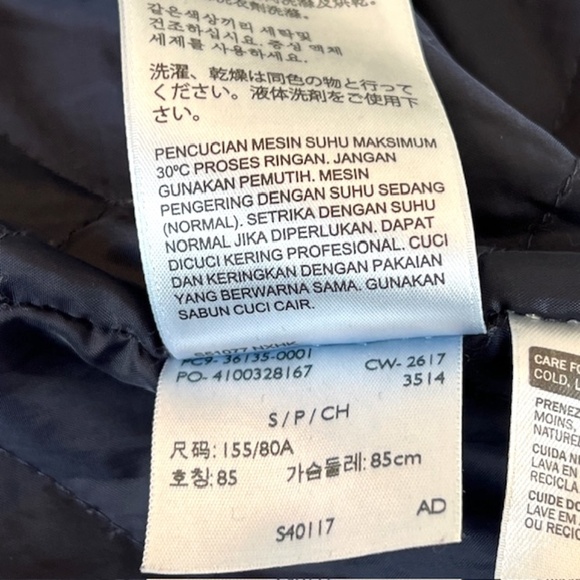 같은색상끼리 세탁및
건조하십시요. 중성 액체
세제를 사용하세요.
洗濯、乾燥は同色の物と行って
ください。液体洗剤をご使用下
さい。
PENCUCIAN MESIN SUHU MAKSIMUM
30ºC PROSES RINGAN. JANGAN
GUNAKAN PEMUTIH. MESIN
PENGERING DENGAN SUHU SEDANG
(NORMAL). SETRIKA DENGAN SUHU
NORMAL JIKA DIPERLUKAN. DAPAT
DICUCI KERING PROFESIONAL. CUCI
DAN KERINGKAN DENGAN PAKAIAN
YANG BERWARNA SAMA. GUNAKAN
SABUN CUCI CAIR.
FC9- 36135-0001
PO- 4100328167 CW- 2617
3514
S/P/CH
尺码: 155/80A
호칭: 85 가슴둘레: 85cm
AD
S40117
CARE FO
COLD, L
PRENEZ
MOINS,
NATURE
CUIDA N
LAVA EN
RECICLA
CUIDE DO
LAVE EM
OU RECIC